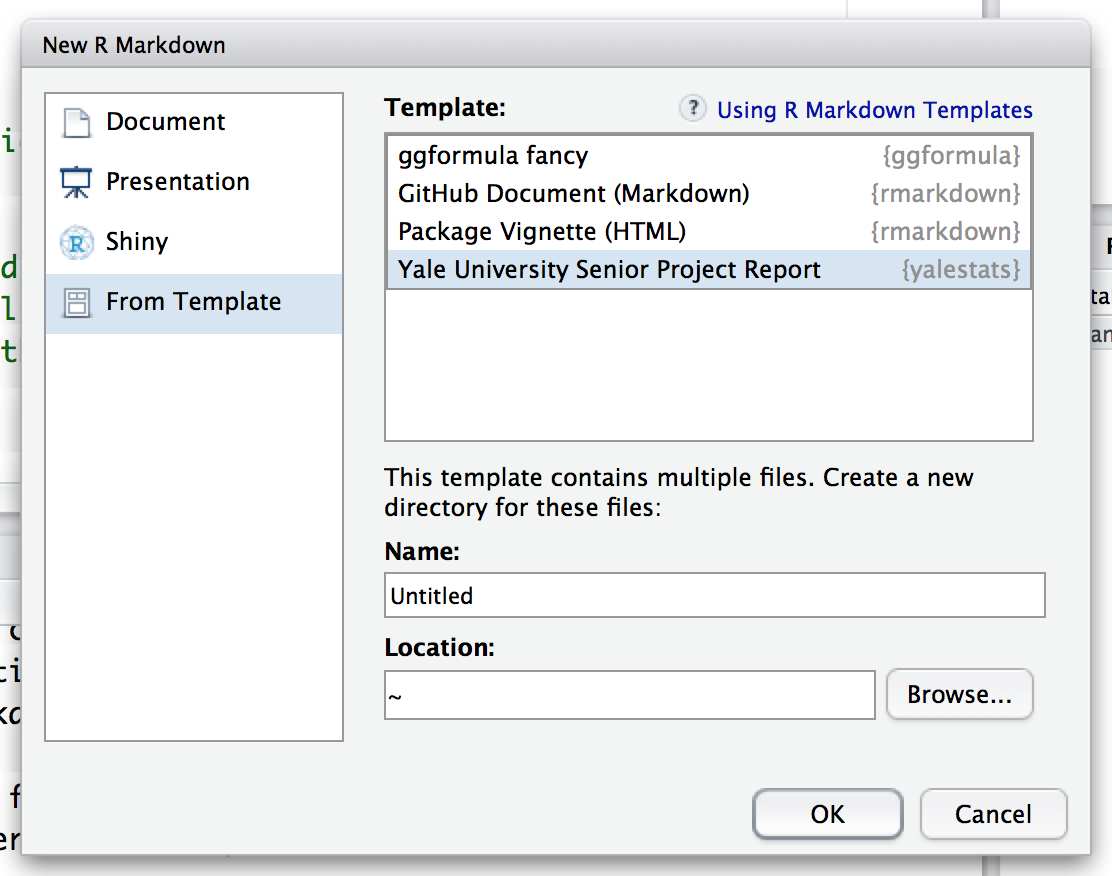 New R Markdown
Document
Presentation
Shiny
From Template
Template:
? Using R Markdown Templates
ggformula fancy {ggformula}
GitHub Document (Markdown) {rmarkdown}
Package Vignette (HTML) {rmarkdown}
Yale University Senior Project Report {yalestats}
This template contains multiple files. Create a new
directory for these files:
Name:
Untitled
Location:
~
Browse...
OK
Cancel